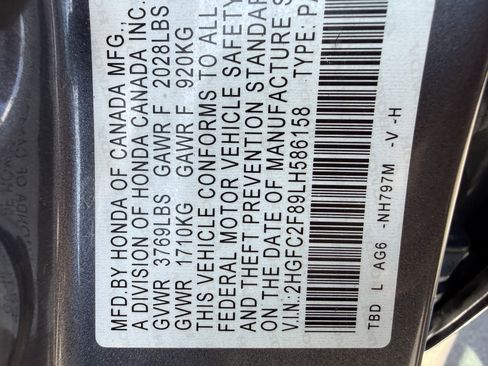 MFD.BY HONDA OF CANADA MFG.,
A DIVISION OF HONDA CANADA INC.
GVWR 3769LBS GAWR F 2028LBS
GVWR 1710KG GAWR F 920KG
THIS VEHICLE CONFORMS TO ALL
FEDERAL MOTOR VEHICLE SAFETY
AND THEFT PREVENTION STANDAR
ON THE DATE OF MANUFACTURE S
V.I.N.:2HGFC2F89LH586158 TYPE: PA
TBD L AG6 -NH797M -V -H